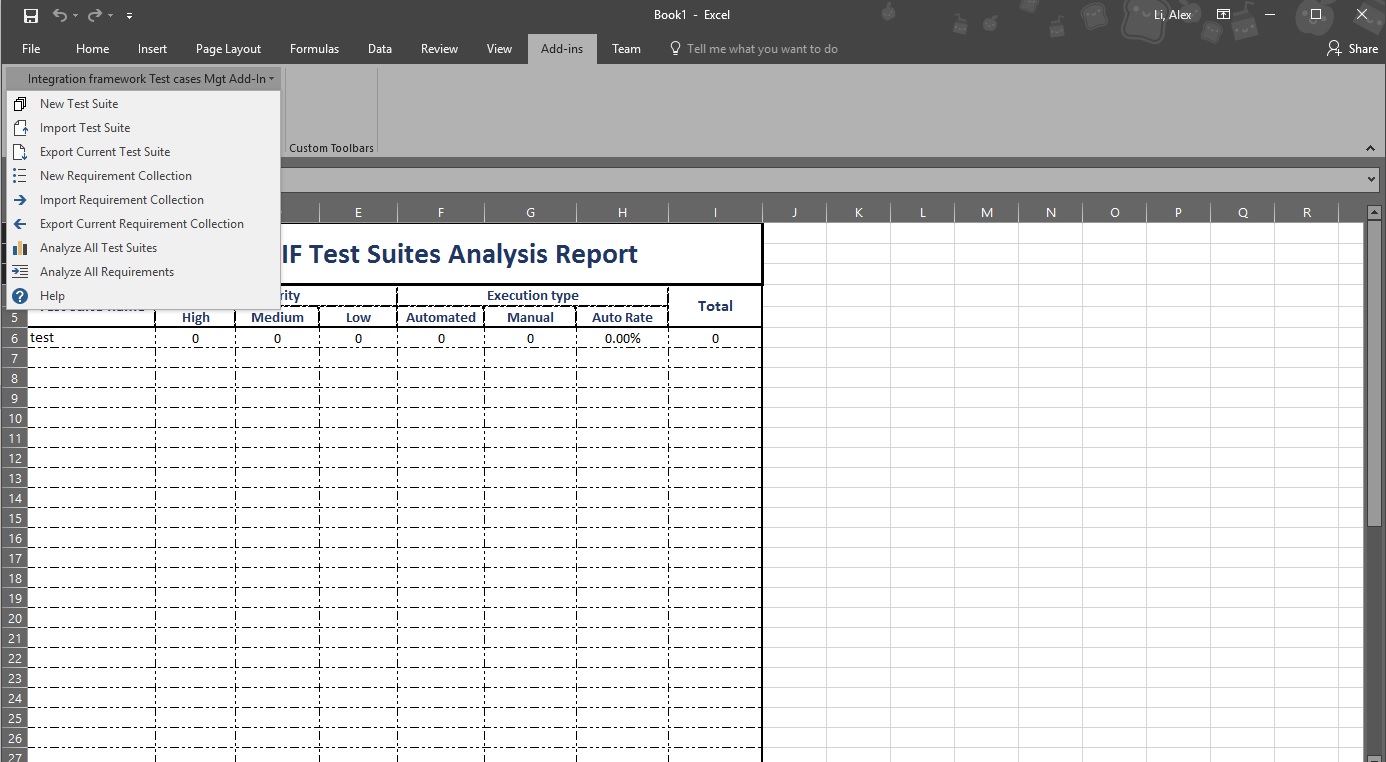 Book1 - Excel
Li, Alex
File Home Insert Page Layout Formulas Data Review View Add-ins Team Tell me what you want to do Share
Integration framework Test cases Mgt Add-In
New Test Suite
Import Test Suite
Export Current Test Suite
New Requirement Collection
Import Requirement Collection
Export Current Requirement Collection
Analyze All Test Suites
Analyze All Requirements
Help
Custom Toolbars
E F G H I J K L M N O P Q R
IF Test Suites Analysis Report
rity Execution type Total
5 High Medium Low Automated Manual Auto Rate
6 test 0 0 0 0 0 0.00% 0
7
8
9
10
11
12
13
14
15
16
17
18
19
20
21
22
23
24
25
26
27